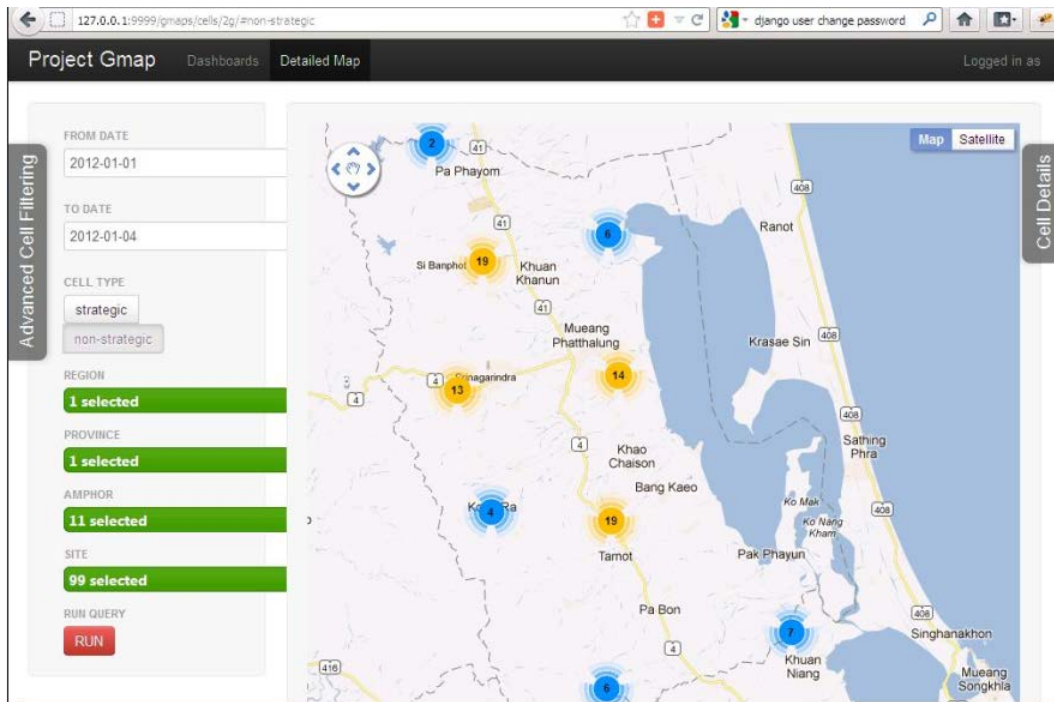 127.0.0.1:9999/gmaps/cells/2g/#non-strategic
django user change password
Project Gmap
Dashboards
Detailed Map
Logged in as
Advanced Cell Filtering
FROM DATE
2012-01-01
TO DATE
2012-01-04
CELL TYPE
strategic
non-strategic
REGION
1 selected
PROVINCE
1 selected
AMPHOR
11 selected
SITE
99 selected
RUN QUERY
RUN
Map
Satellite
Cell Details
2
41
Pa Phayom
408
41
6
Ranot
Si Banphot
19
Khuan
Khanun
41
Mueang
Phatthalung
Krasae Sin
408
4
Srinagarindra
13
14
4
408
4
Khao
Chaison
Sathing
Phra
Bang Kaeo
4
Ko Mak
408
Ko Nang
Kham
19
Tamot
Pak Phayun
Pa Bon
408
7
Singhanakhon
4
Khuan
Niang
416
Mueang
Songkhla
6